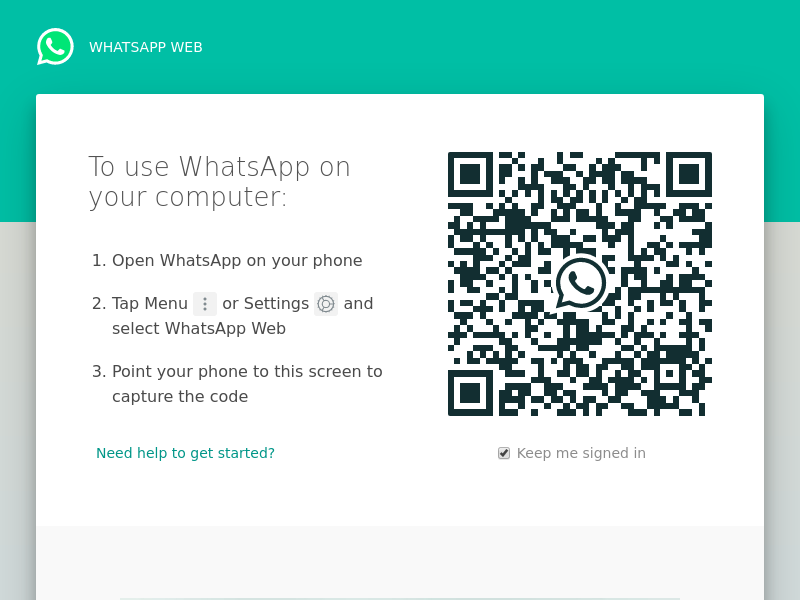 WHATSAPP WEB
To use WhatsApp on
your computer:
1. Open WhatsApp on your phone
2. Tap Menu or Settings and
select WhatsApp Web
3. Point your phone to this screen to
capture the code
Need help to get started?
Keep me signed in